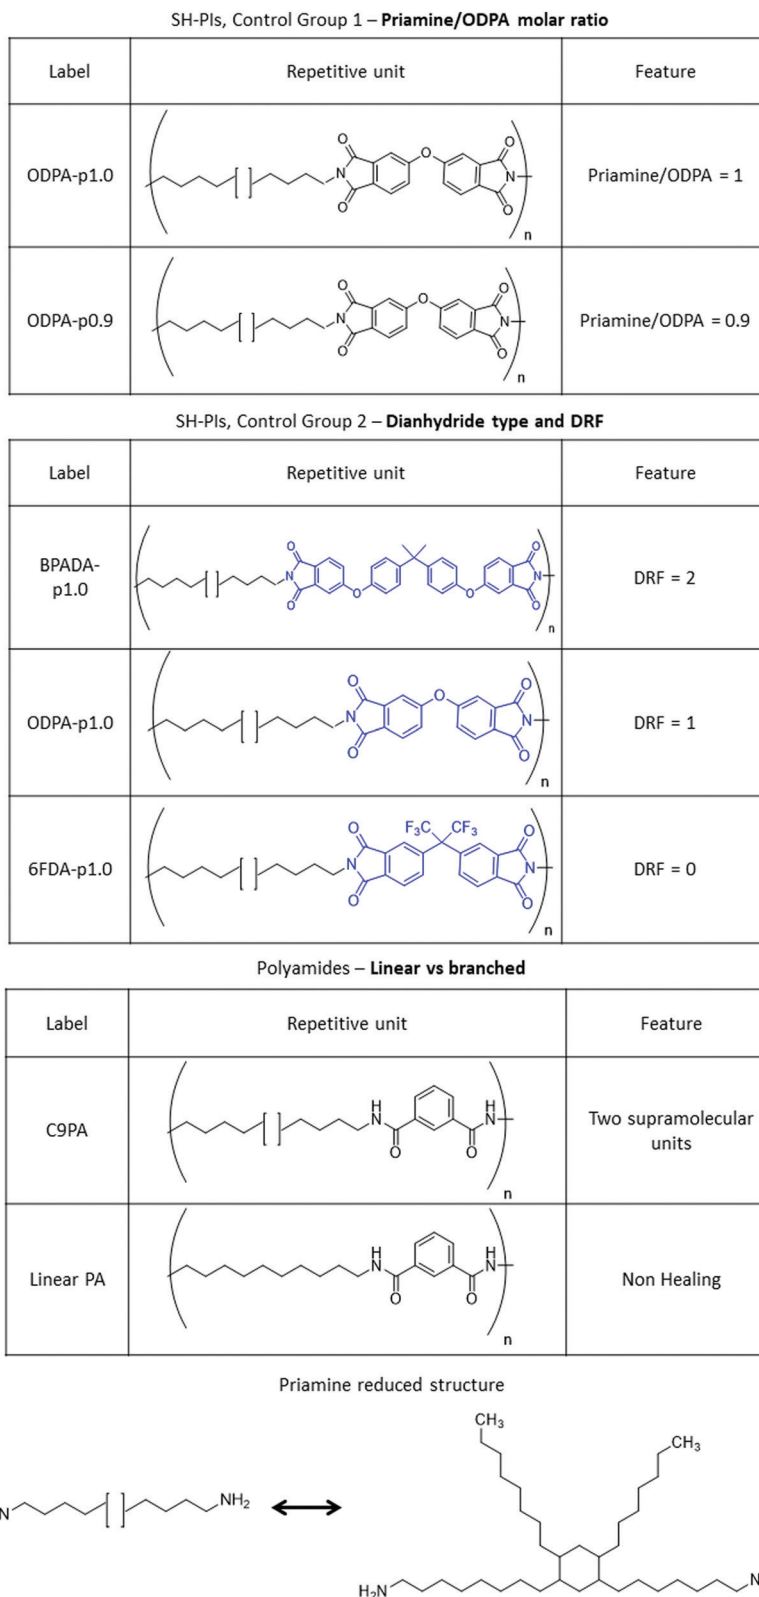 SH-PIs, Control Group 1 – Priamine/ODPA molar ratio
Label Repetitive unit Feature
ODPA-p1.0
O O O N O O N O n
Priamine/ODPA = 1
ODPA-p0.9
O O O N O O N O n
Priamine/ODPA = 0.9
SH-PIs, Control Group 2 – Dianhydride type and DRF
Label Repetitive unit Feature
BPADA-
p1.0
O O N O O O N O n
DRF = 2
ODPA-p1.0
O O O N O O N O n
DRF = 1
6FDA-p1.0
O F₃C CF₃ O N O N O n
DRF = 0
Polyamides – Linear vs branched
Label Repetitive unit Feature
C9PA
H N O O H N n
Two supramolecular
units
Linear PA
H N O O H N n
Non Healing
Priamine reduced structure
CH₃
CH₃
N NH₂
H₂N N